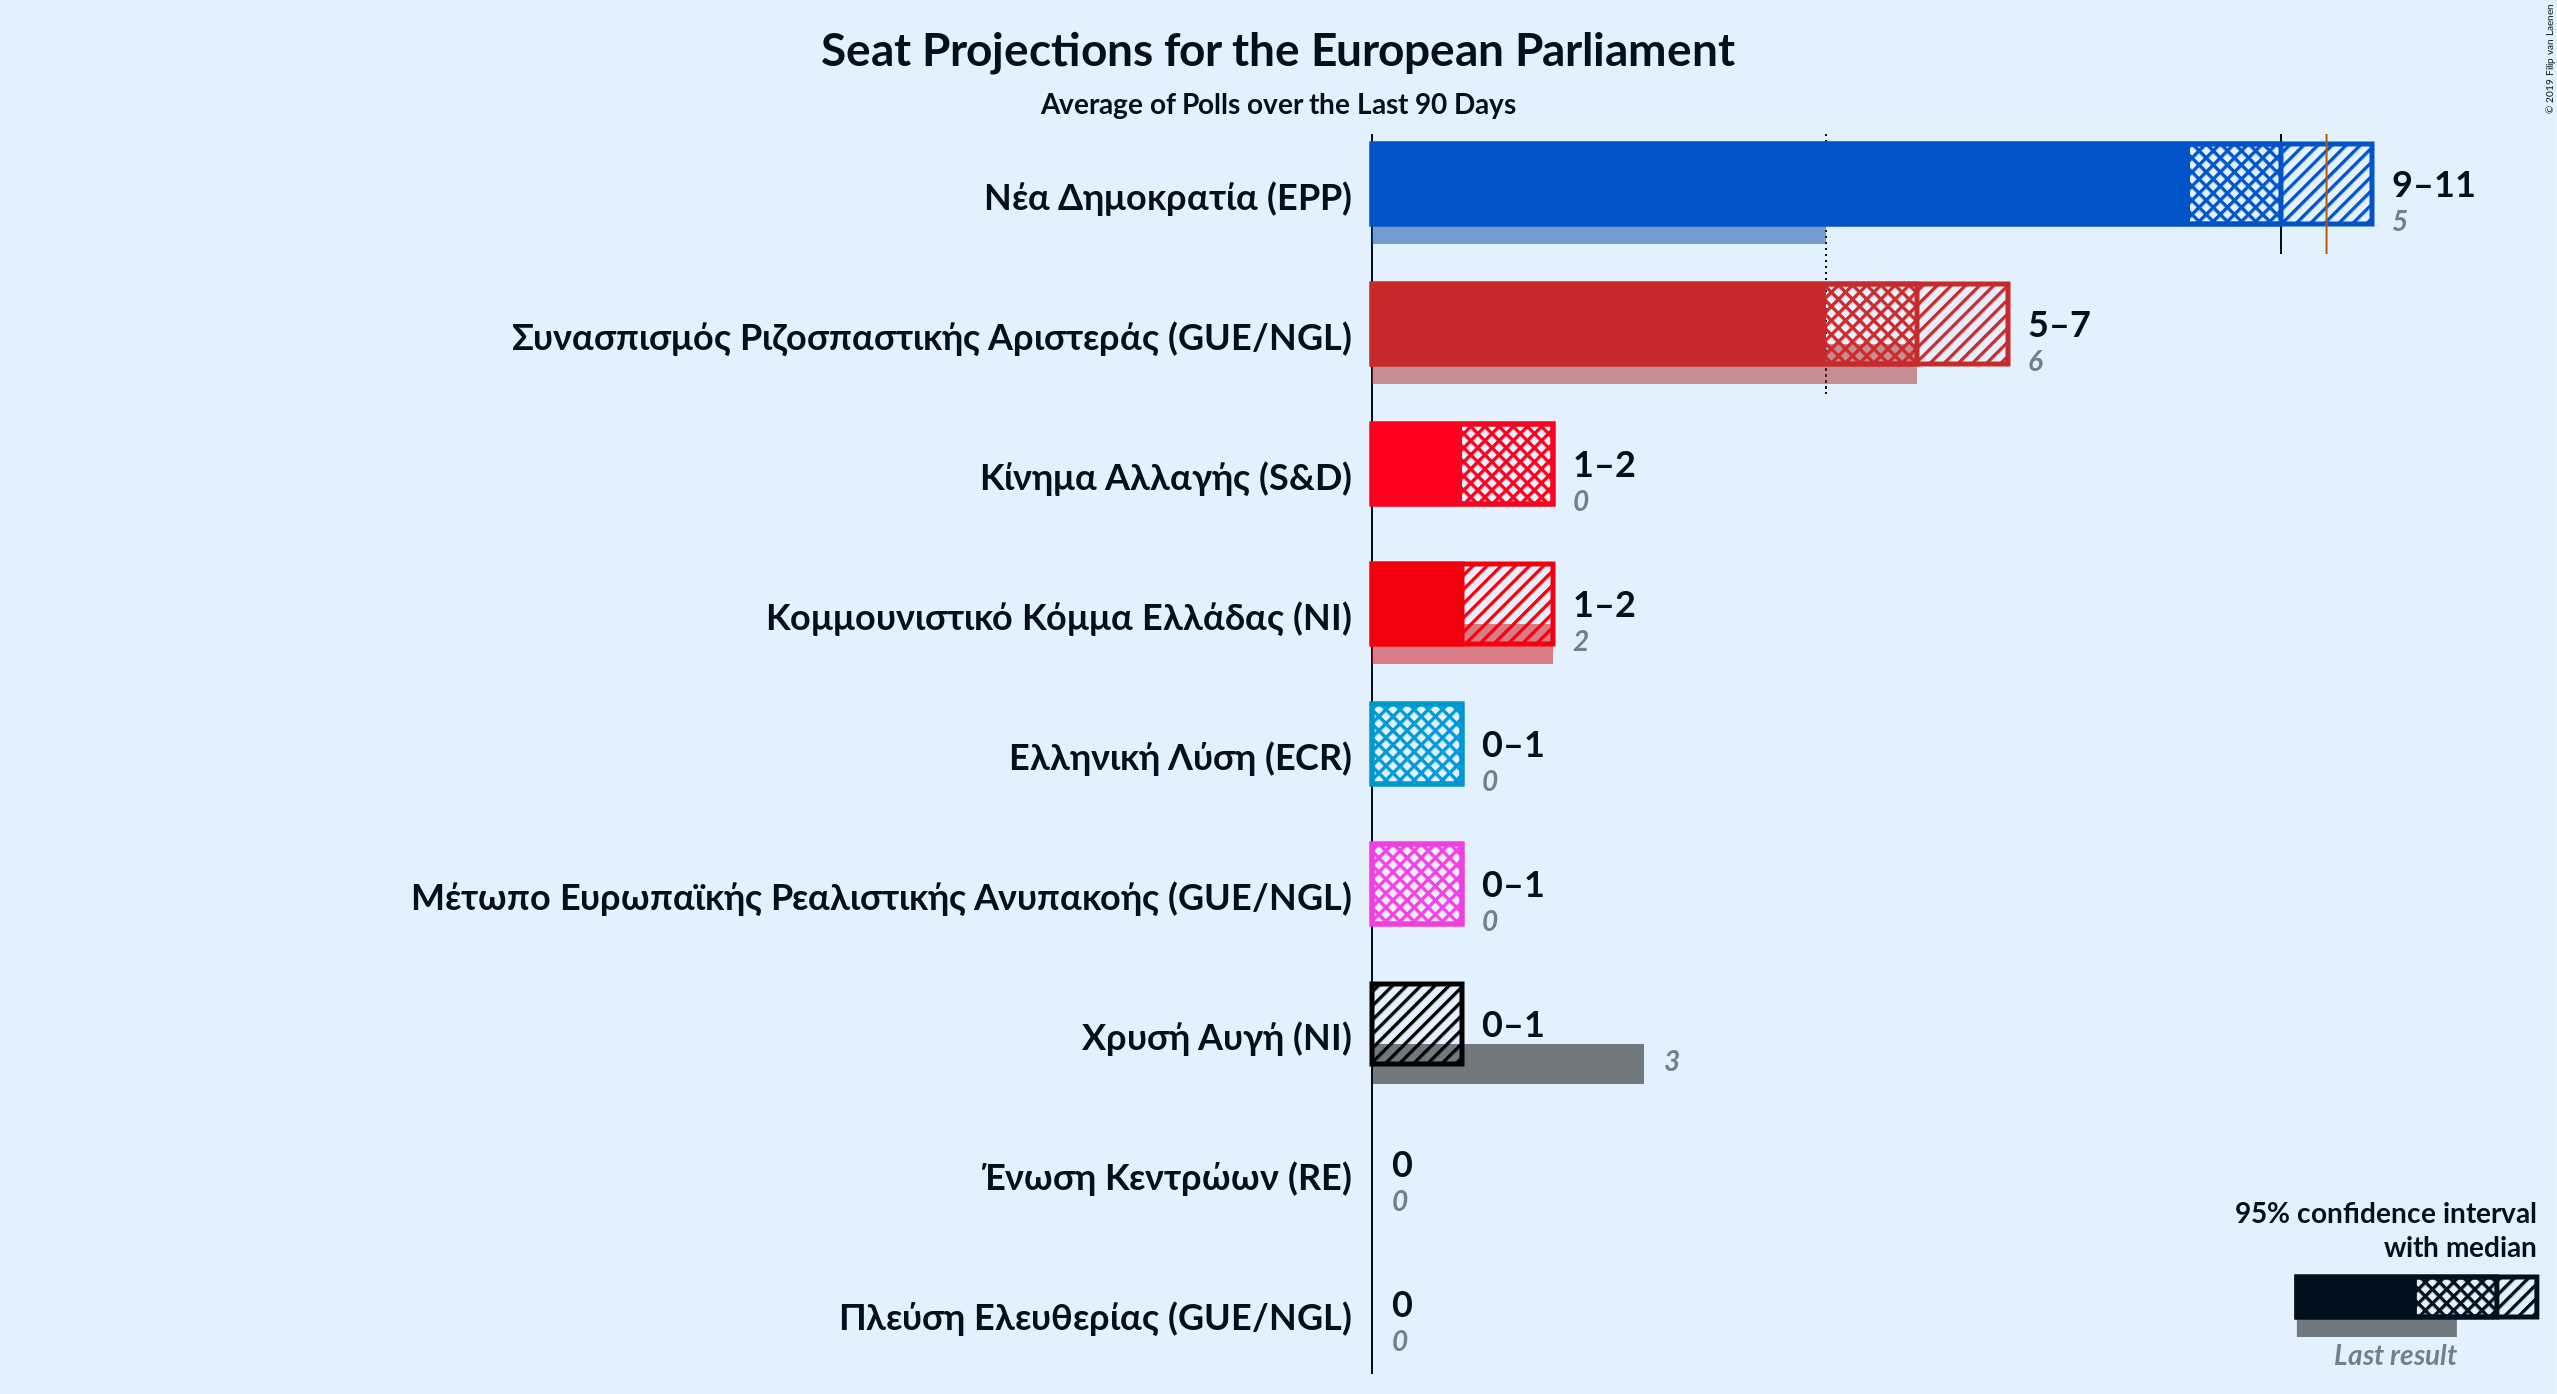 Seat Projections for the European Parliament
Average of Polls over the Last 90 Days
© 2019 Filip van Laenen
Νέα Δημοκρατία (EPP)
9–11
5
Συνασπισμός Ριζοσπαστικής Αριστεράς (GUE/NGL)
5–7
6
Κίνημα Αλλαγής (S&D)
1–2
0
Κομμουνιστικό Κόμμα Ελλάδας (NI)
1–2
2
Ελληνική Λύση (ECR)
0–1
0
Μέτωπο Ευρωπαϊκής Ρεαλιστικής Ανυπακοής (GUE/NGL)
0–1
0
Χρυσή Αυγή (NI)
0–1
3
Ένωση Κεντρώων (RE)
0
0
Πλεύση Ελευθερίας (GUE/NGL)
0
0
95% confidence interval
with median
Last result